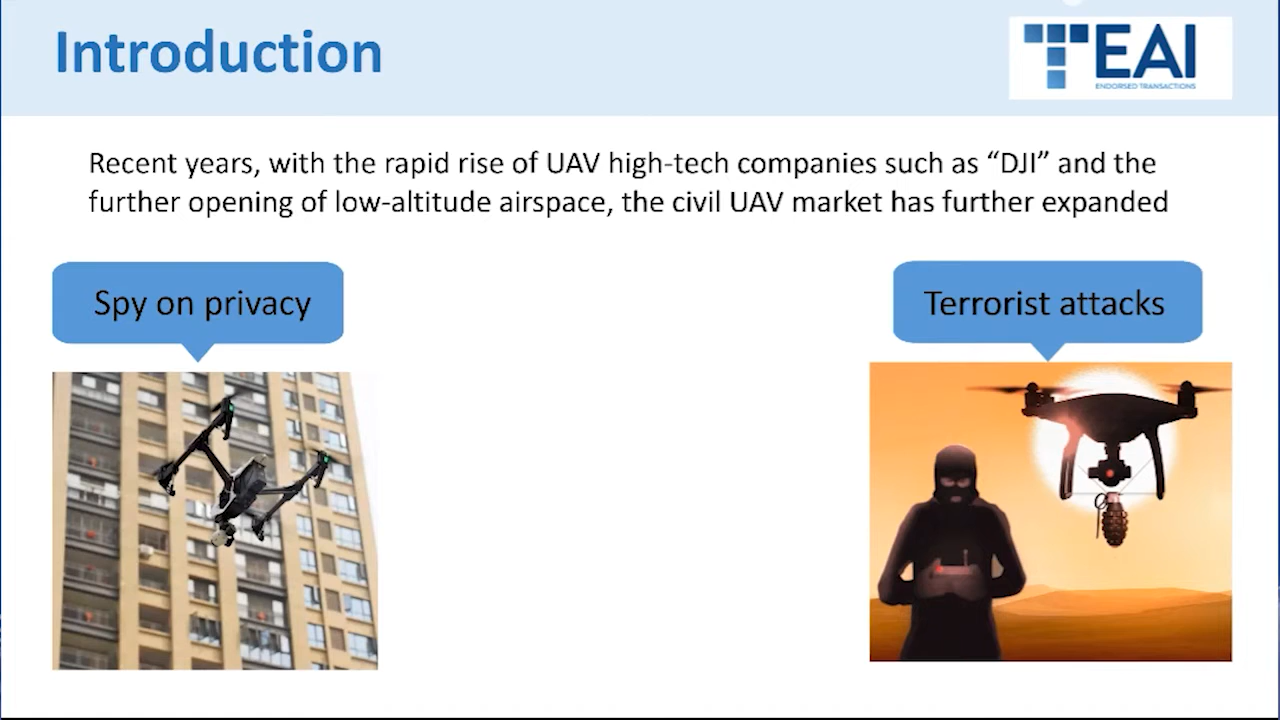 Introduction
EAI
ENDORSED TRANSACTIONS
Recent years, with the rapid rise of UAV high-tech companies such as “DJI” and the
further opening of low-altitude airspace, the civil UAV market has further expanded
Spy on privacy
Terrorist attacks